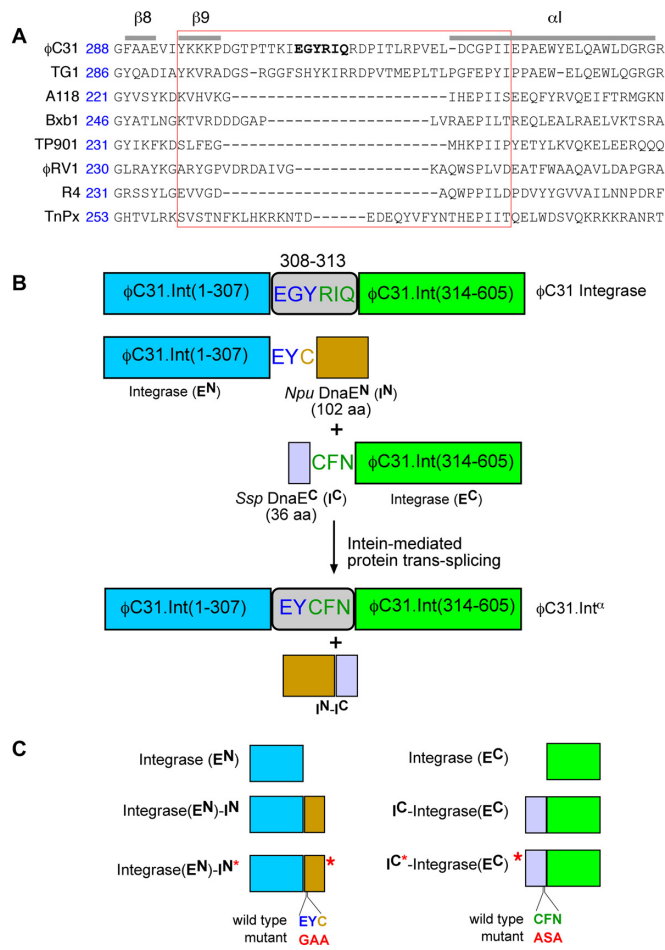 β8 β9 αI
A
ϕC31 288 GFAAEVIYKKKPDGTPTTKIEGYRIQRDPITLRPVEL-DCGPIIEPAEWYELQAWLDGRGR
TG1 286 GYQADIAYKVRADGS-RGGFSHYKIRRDPVTMEPLTLPGFEPYIPPAEWELHEWLQGRGR
A118 221 GYVSYKDKVHVKG----------------------IHEPIISEEQFYRVQEIFTRMGKN
Bxb1 246 GYATLNGKTVRDDDGAP------------------LVRAEPILTREQLEALRAELVKTSRA
TP901 231 GYIKFKDSLFEG-----------------------MHKPIIPYEQYNTYLKVQKELEERRQQQ
ϕRV1 230 GLRAYKGARYGPVDRDAIVG---------------KAQWSPLVDEATFWAAQAVLDAPGRA
R4 231 GRSSYLGEVVGD-----------------------AQWPPILDPDVYYGVVAILNNPDRF
TnPx 253 GHTVLRKSVSTNFKLHKRKNTD------EDEQYVFYNTHEPIITQELWDSVQKRKKRANRT
B
308-313
ϕC31.Int(1-307) EGYRIQ ϕC31.Int(314-605) ϕC31 Integrase
ϕC31.Int(1-307) EYC
Integrase (Eᴺ) Npu DnaEᴺ (Iᴺ)
(102 aa)
+
CFN ϕC31.Int(314-605)
Ssp DnaEᶜ (Iᶜ) Integrase (Eᶜ)
(36 aa)
Intein-mediated
protein trans-splicing
ϕC31.Int(1-307) EYCFN ϕC31.Int(314-605) ϕC31.Intᵅ
+
Iᴺ-Iᶜ
C
Integrase (Eᴺ) Integrase (Eᶜ)
Integrase(Eᴺ)-Iᴺ Iᶜ-Integrase(Eᶜ)
Integrase(Eᴺ)-Iᴺ* * Iᶜ*-Integrase(Eᶜ) *
wild type EYC wild type CFN
mutant GAA mutant ASA